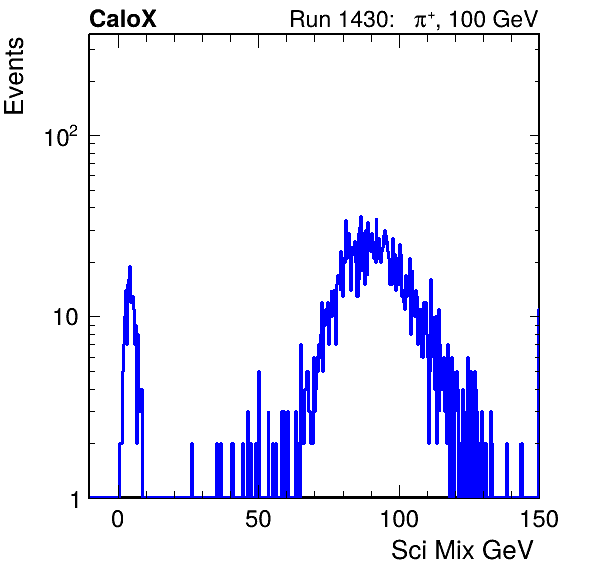 CaloX Run 1430: π⁺, 100 GeV
Events
10²
10
1
0 50 100 150
Sci Mix GeV